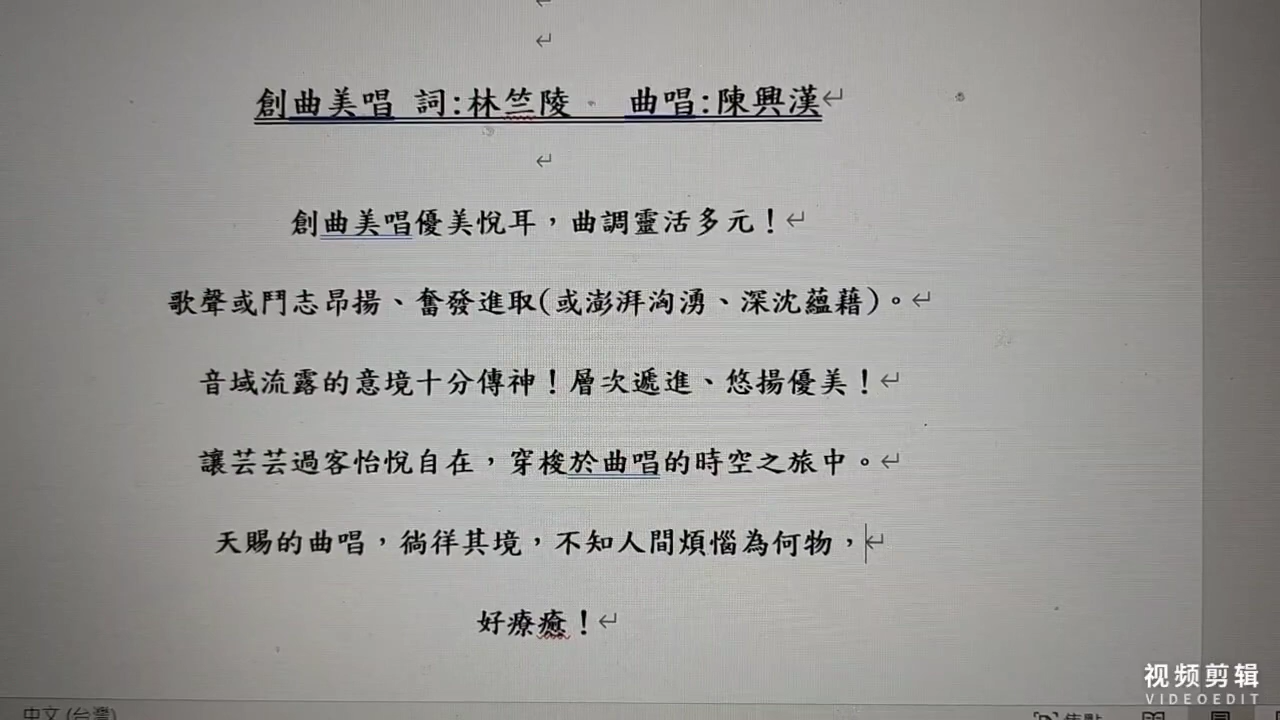 創曲美唱 詞:林竺陵 曲唱:陳興漢
創曲美唱優美悅耳，曲調靈活多元！
歌聲或鬥志昂揚、奮發進取(或澎湃洶湧、深沈蘊藉)。
音域流露的意境十分傳神！層次遞進、悠揚優美！
讓芸芸過客怡悅自在，穿梭於曲唱的時空之旅中。
天賜的曲唱，徜徉其境，不知人間煩惱為何物，
好療癒！
视频剪辑
VIDEOEDIT
中文 (台灣)